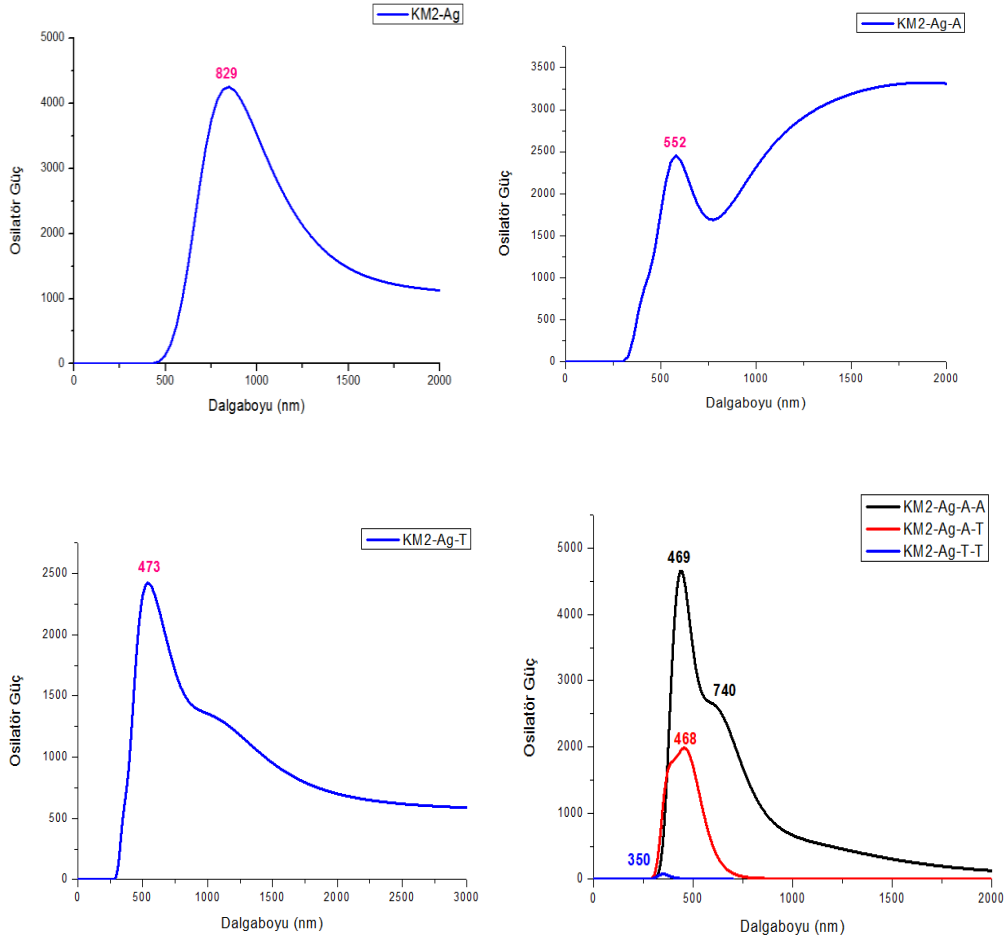 KM2-Ag
829
5000
4000
3000
2000
1000
0
Osilatör Güç
0 500 1000 1500 2000
Dalgaboyu (nm)
KM2-Ag-A
552
3500
3000
2500
2000
1500
1000
500
0
Osilatör Güç
0 500 1000 1500 2000
Dalgaboyu (nm)
KM2-Ag-T
473
2500
2000
1500
1000
500
0
Osilatör Güç
0 500 1000 1500 2000 2500 3000
Dalgaboyu (nm)
KM2-Ag-A-A
KM2-Ag-A-T
KM2-Ag-T-T
469
740
468
350
5000
4000
3000
2000
1000
0
Osilatör Güç
0 500 1000 1500 2000
Dalgaboyu (nm)